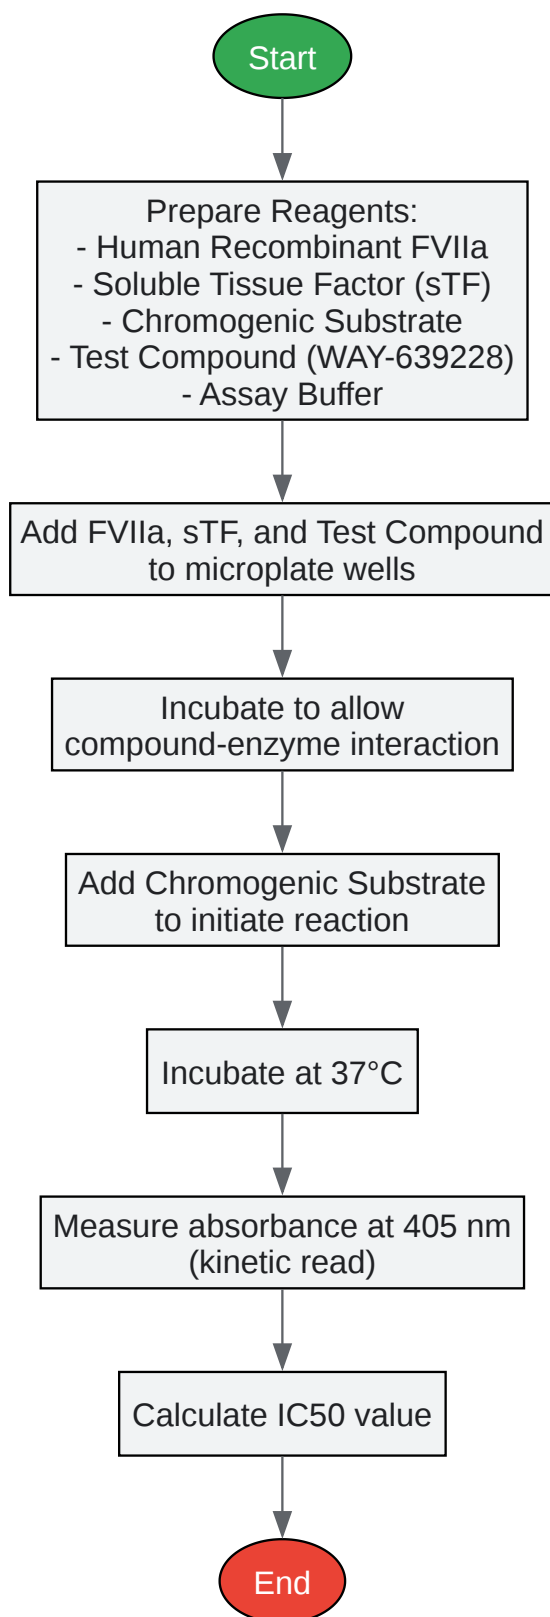 Start
Prepare Reagents:
- Human Recombinant FVIIa
- Soluble Tissue Factor (sTF)
- Chromogenic Substrate
- Test Compound (WAY-639228)
- Assay Buffer
Add FVIIa, sTF, and Test Compound
to microplate wells
Incubate to allow
compound-enzyme interaction
Add Chromogenic Substrate
to initiate reaction
Incubate at 37°C
Measure absorbance at 405 nm
(kinetic read)
Calculate IC50 value
End